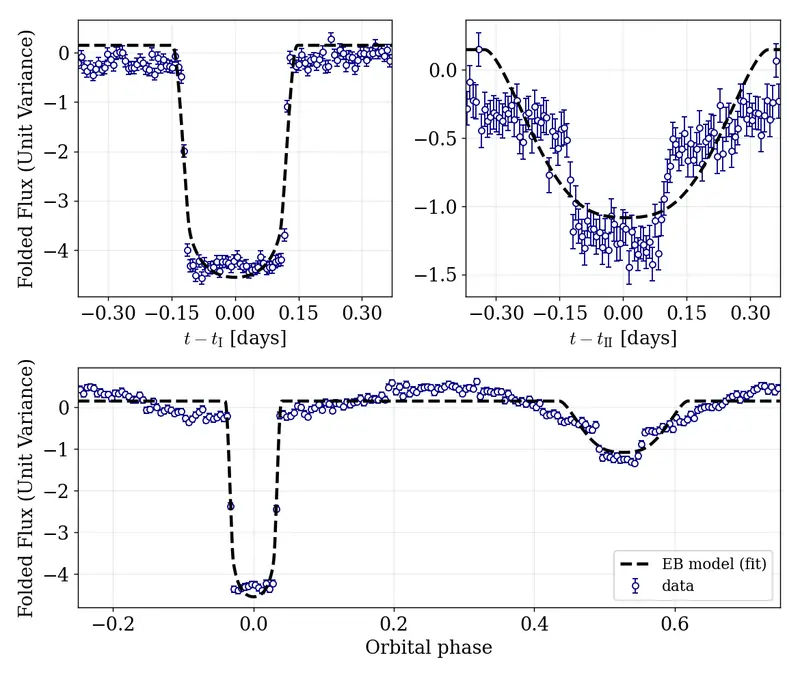 Folded Flux (Unit Variance)
0
−1
−2
−3
−4
−0.30 −0.15 0.00 0.15 0.30
t − tI [days]
0.0
−0.5
−1.0
−1.5
−0.30 −0.15 0.00 0.15 0.30
t − tII [days]
Folded Flux (Unit Variance)
0
−1
−2
−3
−4
−0.2 0.0 0.2 0.4 0.6
Orbital phase
EB model (fit)
data